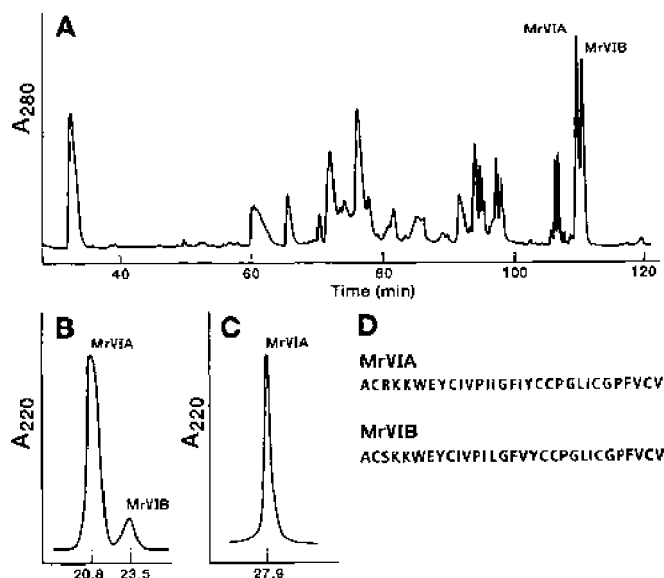 A
MrVIA
MrVIB
A280
40 60 80 100 120
Time (min)
B
MrVIA
MrVIB
A220
20.8 23.5
C
MrVIA
A220
27.9
D
MrVIA
ACRKKWEYCIVPIIGFIYCCPGLICGPFVCV
MrVIB
ACSKKWEYCIVPILGFVYCCPGLICGPFVCV